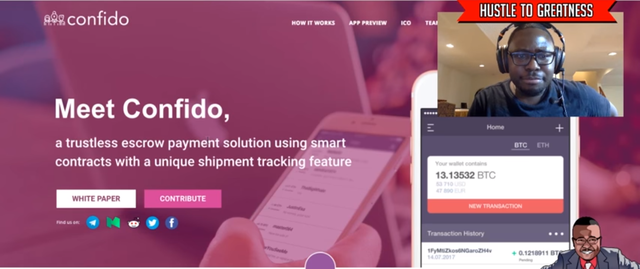 confido
HOW IT WORKS APP PREVIEW ICO TEA
HUSTLE TO GREATNESS
Meet Confido,
a trustless escrow payment solution using smart
contracts with a unique shipment tracking feature
WHITE PAPER CONTRIBUTE
Find us on:
Home
BTC ETH
Your wallet contains
13.13532 BTC
53.710 USD
47.890 EUR
NEW TRANSACTION
Transaction History
+ 0.1218911 BTC
14.07.2017
Pending